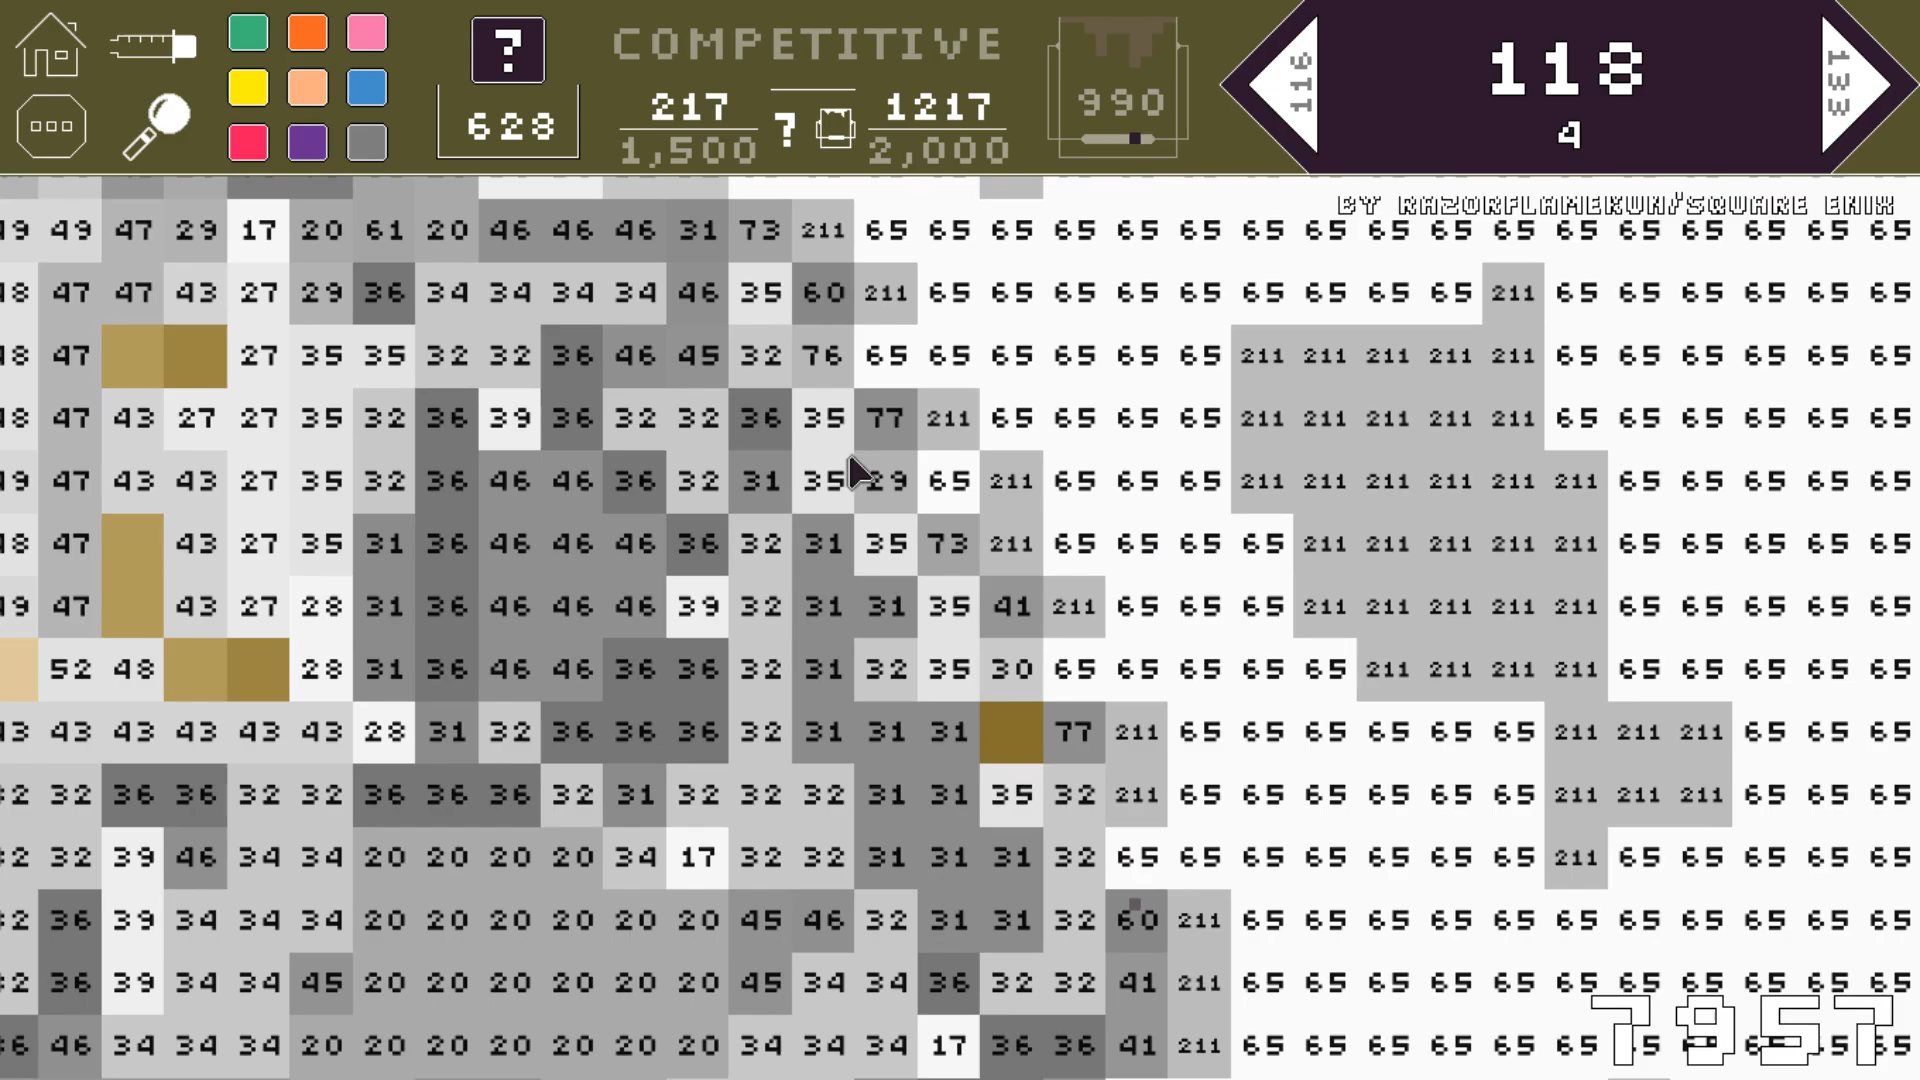 ?
COMPETITIVE
628
217
1,500
?
1217
2,000
990
116
118
4
133
BY RAZORFLAMEKUN/SQUARE ENIX
49 47 29 17 20 61 20 46 46 46 31 73 211 65 65 65 65 65 65 65 65 65 65 65 65 65 65 65 65 65
47 47 43 27 29 36 34 34 34 34 46 35 60 211 65 65 65 65 65 65 65 65 65 211 65 65 65 65 65 65
47 27 35 35 32 32 36 46 45 32 76 65 65 65 65 65 65 211 211 211 211 211 65 65 65 65 65 65
47 43 27 27 35 32 36 39 36 32 32 36 35 77 211 65 65 65 65 211 211 211 211 211 65 65 65 65 65 65
47 43 43 27 35 32 36 46 46 36 32 31 35 29 65 211 65 65 65 211 211 211 211 211 211 65 65 65 65 65
47 43 27 35 31 36 46 46 46 36 32 31 35 73 211 65 65 65 65 211 211 211 211 211 65 65 65 65 65
47 43 27 28 31 36 46 46 46 39 32 31 31 35 41 211 65 65 65 211 211 211 211 211 65 65 65 65 65
52 48 28 31 36 46 46 36 36 32 31 32 35 30 65 65 65 65 65 211 211 211 211 65 65 65 65 65
43 43 43 43 43 28 31 32 36 36 36 32 31 31 31 77 211 65 65 65 65 65 65 211 211 211 65 65 65
32 36 36 32 32 36 36 36 32 31 32 32 32 31 31 35 32 211 65 65 65 65 65 65 211 211 211 65 65 65
32 39 46 34 34 20 20 20 20 34 17 32 32 31 31 31 32 65 65 65 65 65 65 65 211 65 65 65 65 65
36 39 34 34 34 20 20 20 20 20 20 45 46 32 31 31 32 60 211 65 65 65 65 65 65 65 65 65 65 65
36 39 34 34 45 20 20 20 20 20 20 45 34 34 36 32 32 41 211 65 65 65 65 65 65 65 65 65 65 65
46 34 34 34 20 20 20 20 20 20 20 34 34 34 17 36 36 41 211 65 65 65 65 65 65
7957